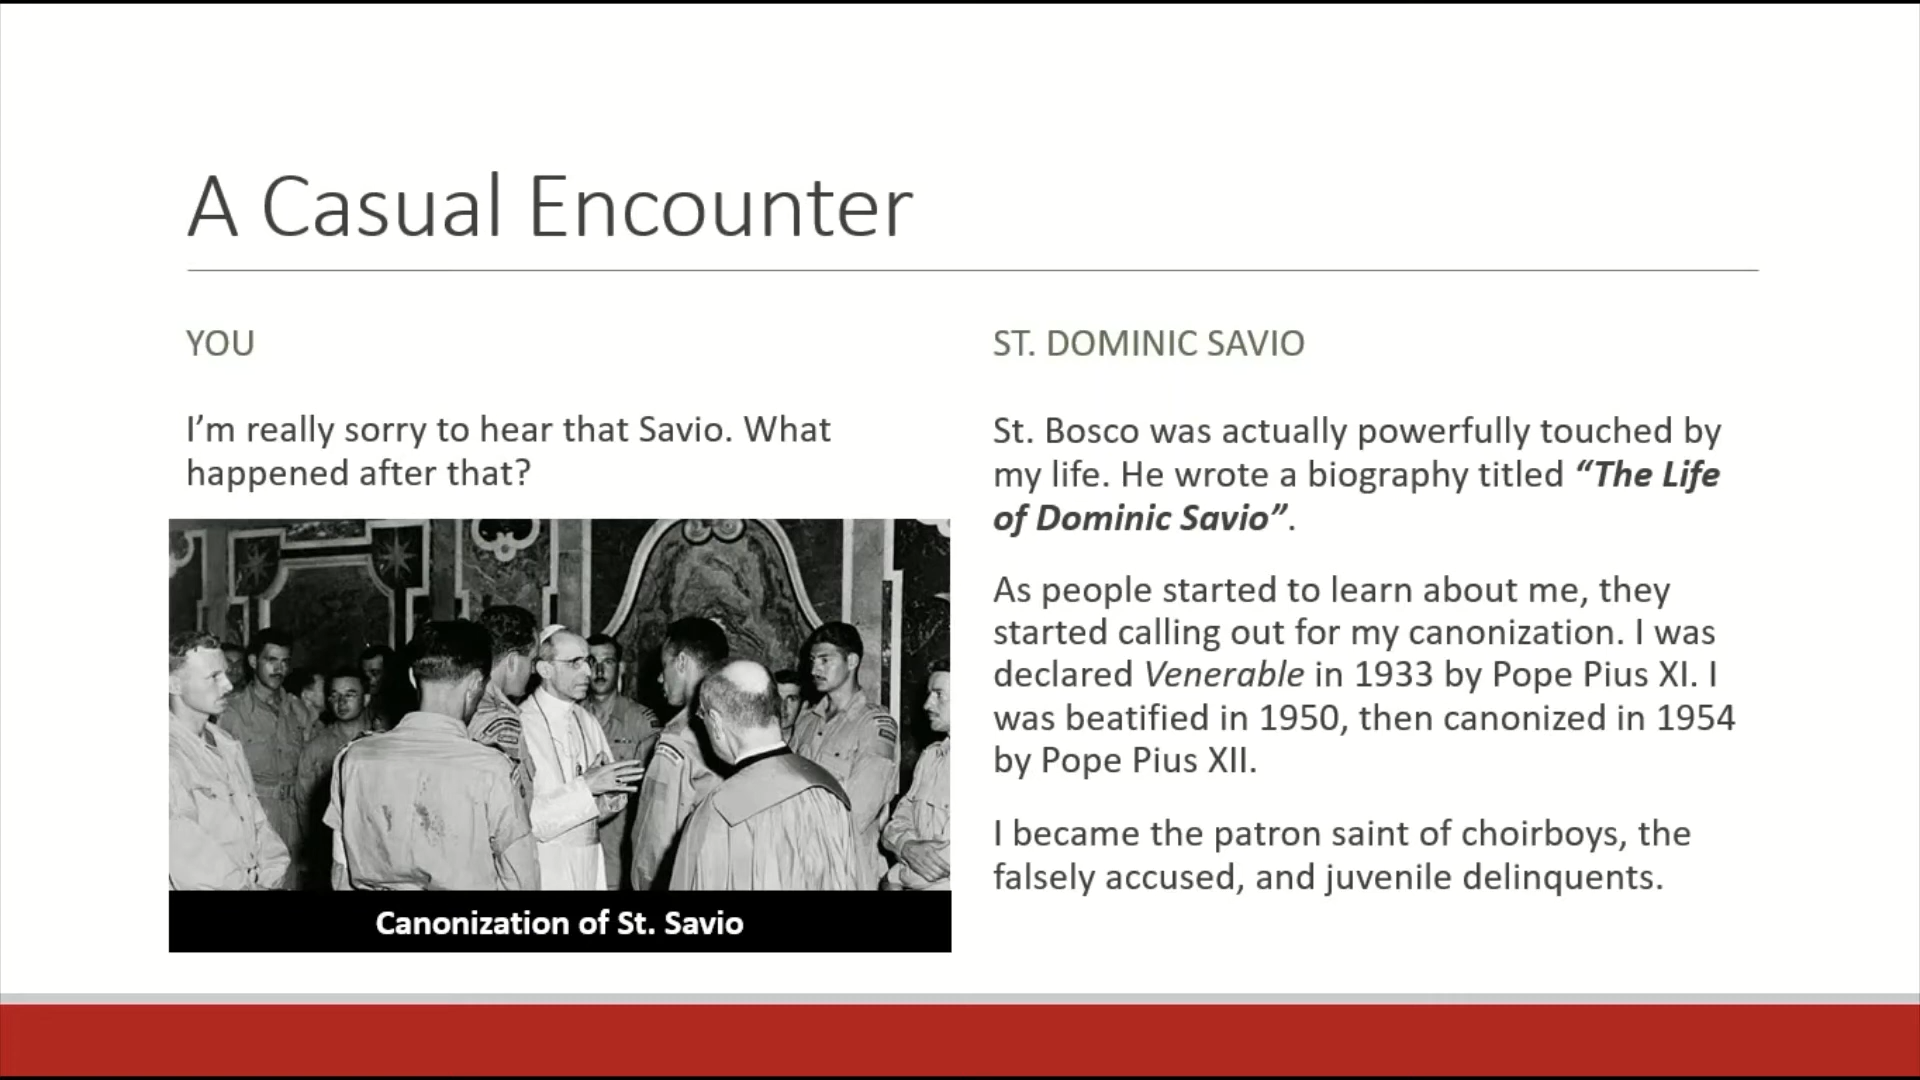 A Casual Encounter
YOU
I’m really sorry to hear that Savio. What
happened after that?
Canonization of St. Savio
ST. DOMINIC SAVIO
St. Bosco was actually powerfully touched by
my life. He wrote a biography titled “The Life
of Dominic Savio”.
As people started to learn about me, they
started calling out for my canonization. I was
declared Venerable in 1933 by Pope Pius XI. I
was beatified in 1950, then canonized in 1954
by Pope Pius XII.
I became the patron saint of choirboys, the
falsely accused, and juvenile delinquents.